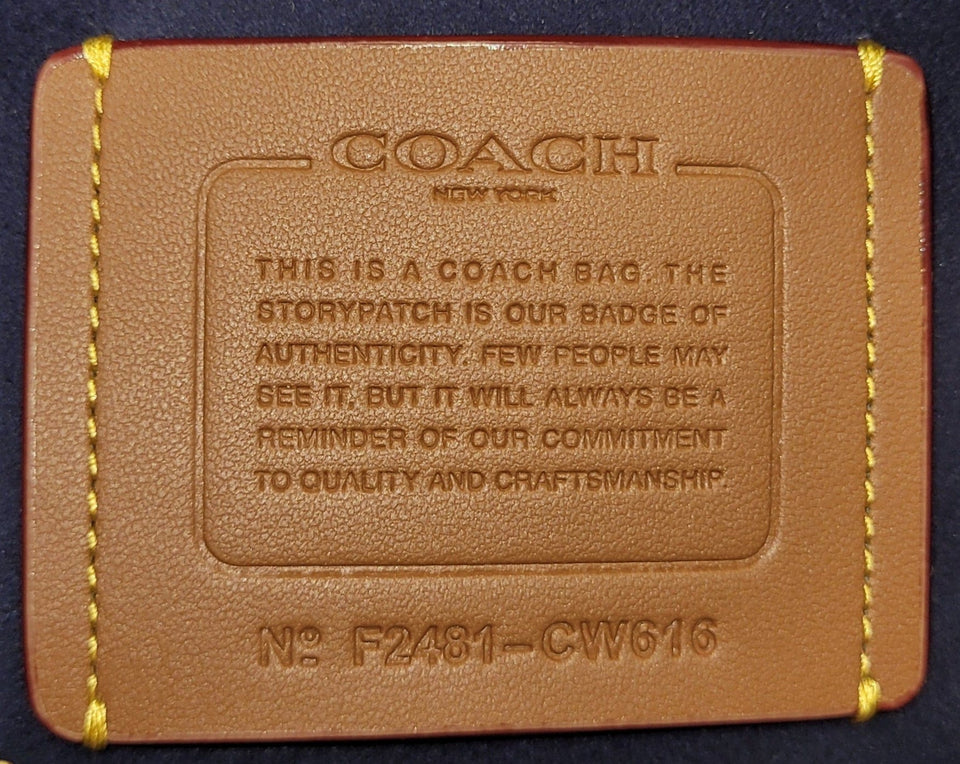 COACH
NEW YORK
THIS IS A COACH BAG. THE
STORYPATCH IS OUR BADGE OF
AUTHENTICITY. FEW PEOPLE MAY
SEE IT, BUT IT WILL ALWAYS BE A
REMINDER OF OUR COMMITMENT
TO QUALITY AND CRAFTSMANSHIP.
Nº F2481-CW616